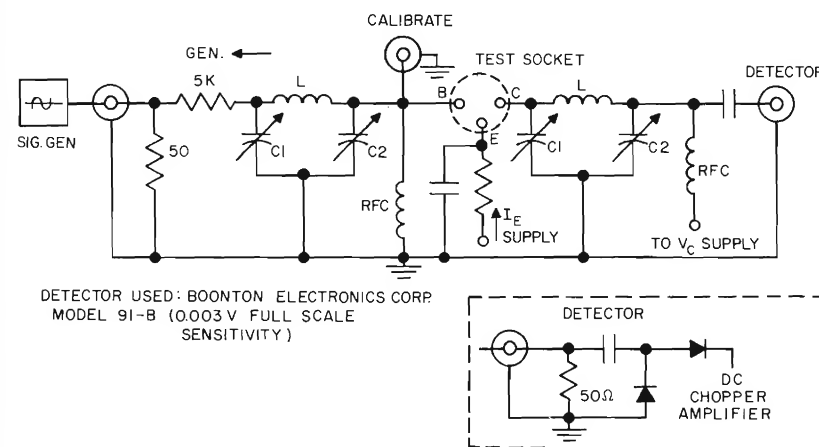 CALIBRATE
GEN.
TEST SOCKET
5K
L
B
C
L
DETECTOR
SIG. GEN
50
C1
C2
E
C1
C2
RFC
RFC
I_E
SUPPLY
TO V_C SUPPLY
DETECTOR USED: BOONTON ELECTRONICS CORP.
MODEL 91-B (0.003 V FULL SCALE
SENSITIVITY)
DETECTOR
50Ω
DC
CHOPPER
AMPLIFIER